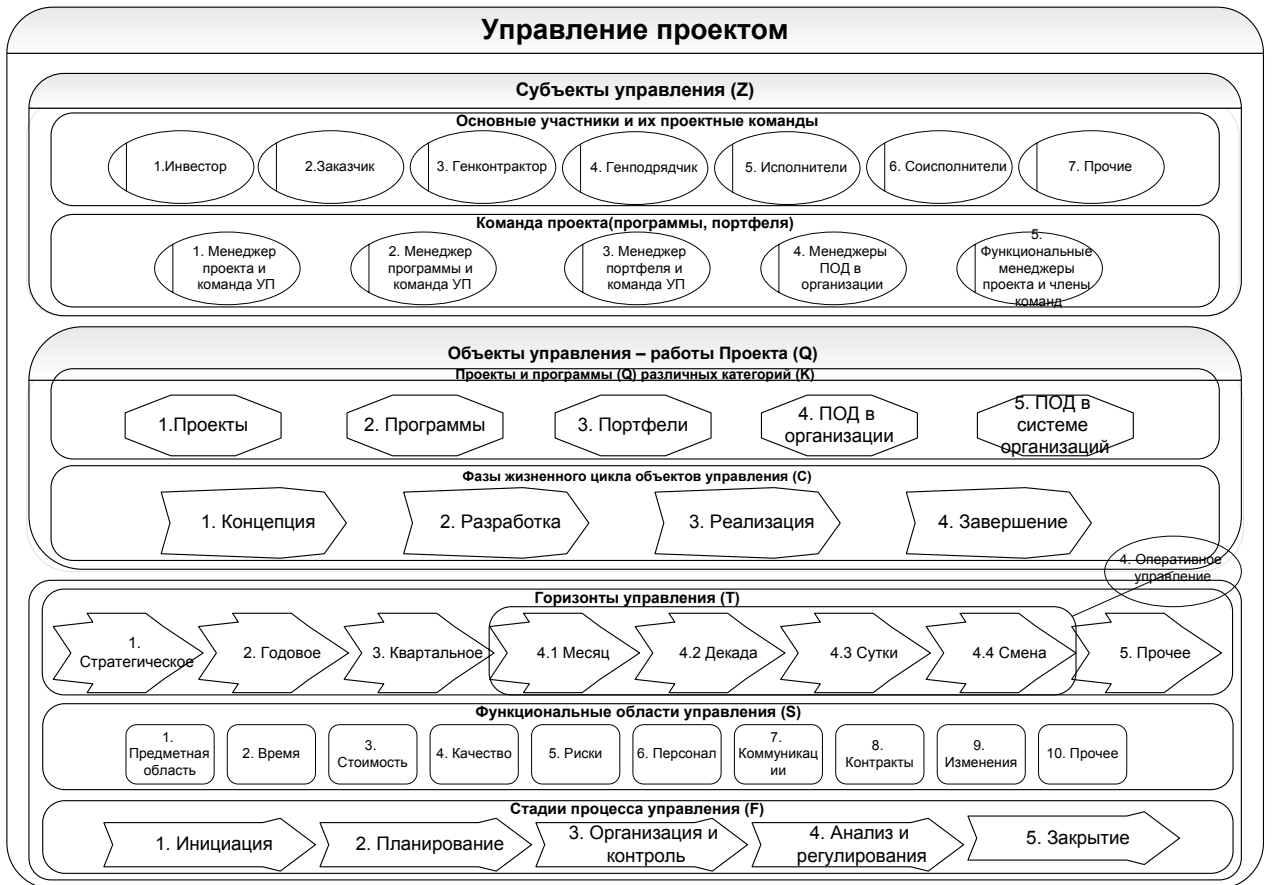 Управление проектом
Субъекты управления (Z)
Основные участники и их проектные команды
1.Инвестор
2.Заказчик
3. Генконтрактор
4. Генподрядчик
5. Исполнители
6. Соисполнители
7. Прочие
Команда проекта(программы, портфеля)
1. Менеджер
проекта и
команда УП
2. Менеджер
программы и
команда УП
3. Менеджер
портфеля и
команда УП
4. Менеджеры
ПОД в
организации
5.
Функциональные
менеджеры
проекта и члены
команд
Объекты управления – работы Проекта (Q)
Проекты и программы (Q) различных категорий (K)
1.Проекты
2. Программы
3. Портфели
4. ПОД в
организации
5. ПОД в
системе
организаций
Фазы жизненного цикла объектов управления (C)
1. Концепция
2. Разработка
3. Реализация
4. Завершение
4. Оперативное
управление
Горизонты управления (T)
1.
Стратегическое
2. Годовое
3. Квартальное
4.1 Месяц
4.2 Декада
4.3 Сутки
4.4 Смена
5. Прочее
Функциональные области управления (S)
1.
Предметная
область
2. Время
3.
Стоимость
4. Качество
5. Риски
6. Персонал
7.
Коммуникац
ии
8.
Контракты
9.
Изменения
10. Прочее
Стадии процесса управления (F)
1. Инициация
2. Планирование
3. Организация и
контроль
4. Анализ и
регулирования
5. Закрытие